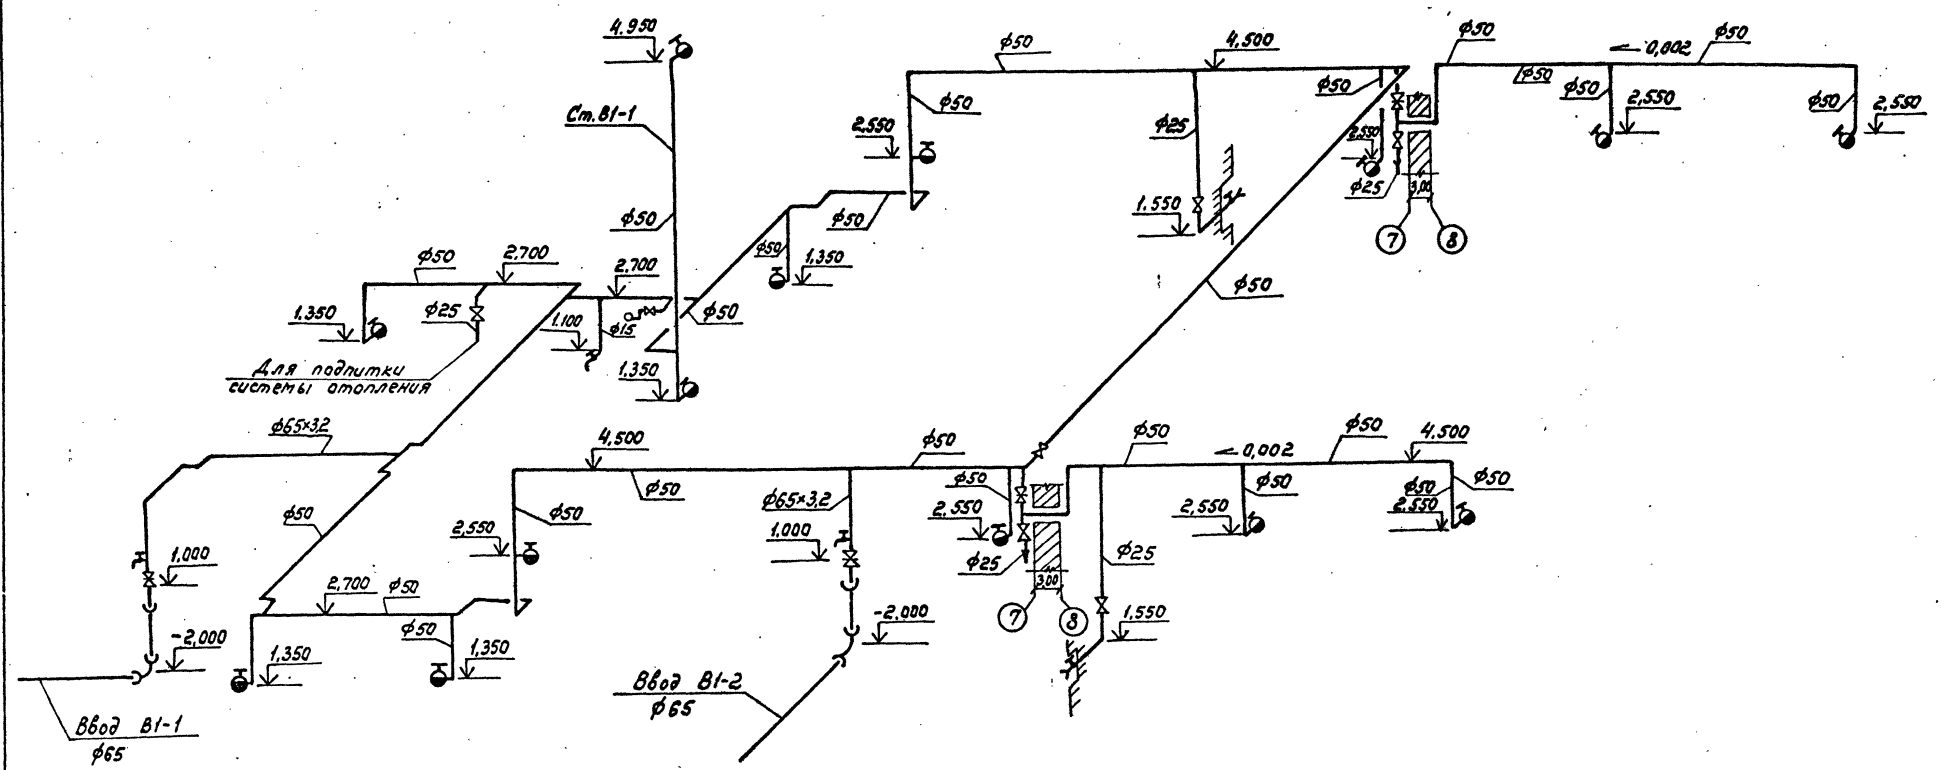 4.950
Ст. В1-1
ф50
ф50
4,500
ф50
2,550
ф25
1.550
ф50
2,550
ф25
3,00
7
8
ф50
0,002
ф50
ф50
ф50
2,550
ф50
2,550
ф50
2.700
1.350
ф25
Для подпитки
системы отопления
2,700
1.100
ф15
1,350
ф50
ф50
1,350
ф50
ф50
ф65×3,2
ф50
1,000
-2,000
Ввод В1-1
ф65
2,700
ф50
1,350
ф50
1,350
2,550
ф50
4,500
ф50
ф50
ф65×3,2
1,000
-2,000
Ввод В1-2
ф65
ф50
2,550
ф25
3,00
7
8
ф50
0,002
ф50
4,500
ф25
1,550
2,550
ф50
ф50
2,550
ф50